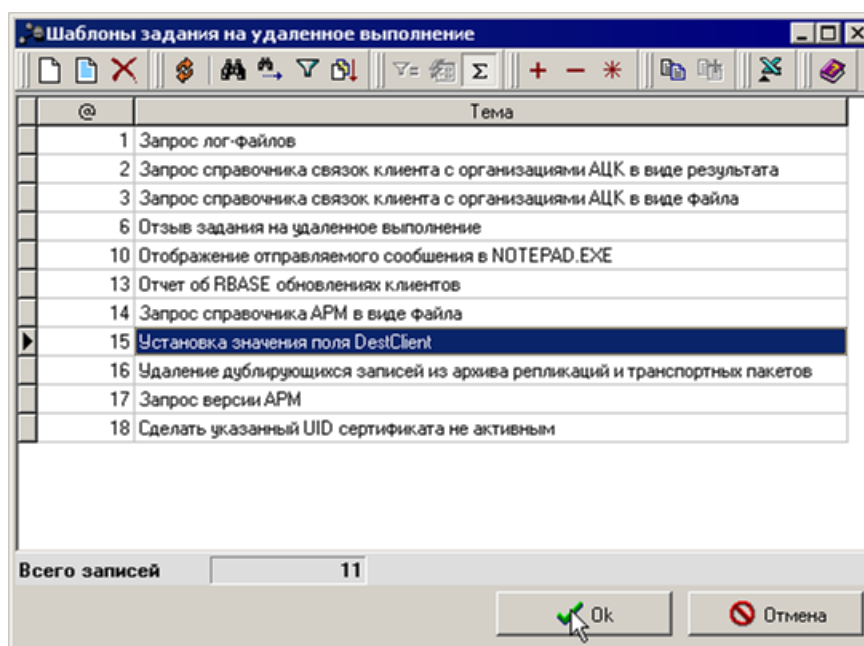 Шаблоны задания на удаленное выполнение
@ Тема
1 Запрос лог-файлов
2 Запрос справочника связок клиента с организациями АЦК в виде результата
3 Запрос справочника связок клиента с организациями АЦК в виде файла
6 Отзыв задания на удаленное выполнение
10 Отображение отправляемого сообшения в NOTEPAD.EXE
13 Отчет об RBASE обновлениях клиентов
14 Запрос справочника АРМ в виде файла
15 Установка значения поля DestClient
16 Удаление дублирующихся записей из архива репликаций и транспортных пакетов
17 Запрос версии АРМ
18 Сделать указанный UID сертификата не активным
Всего записей 11
Ok Отмена